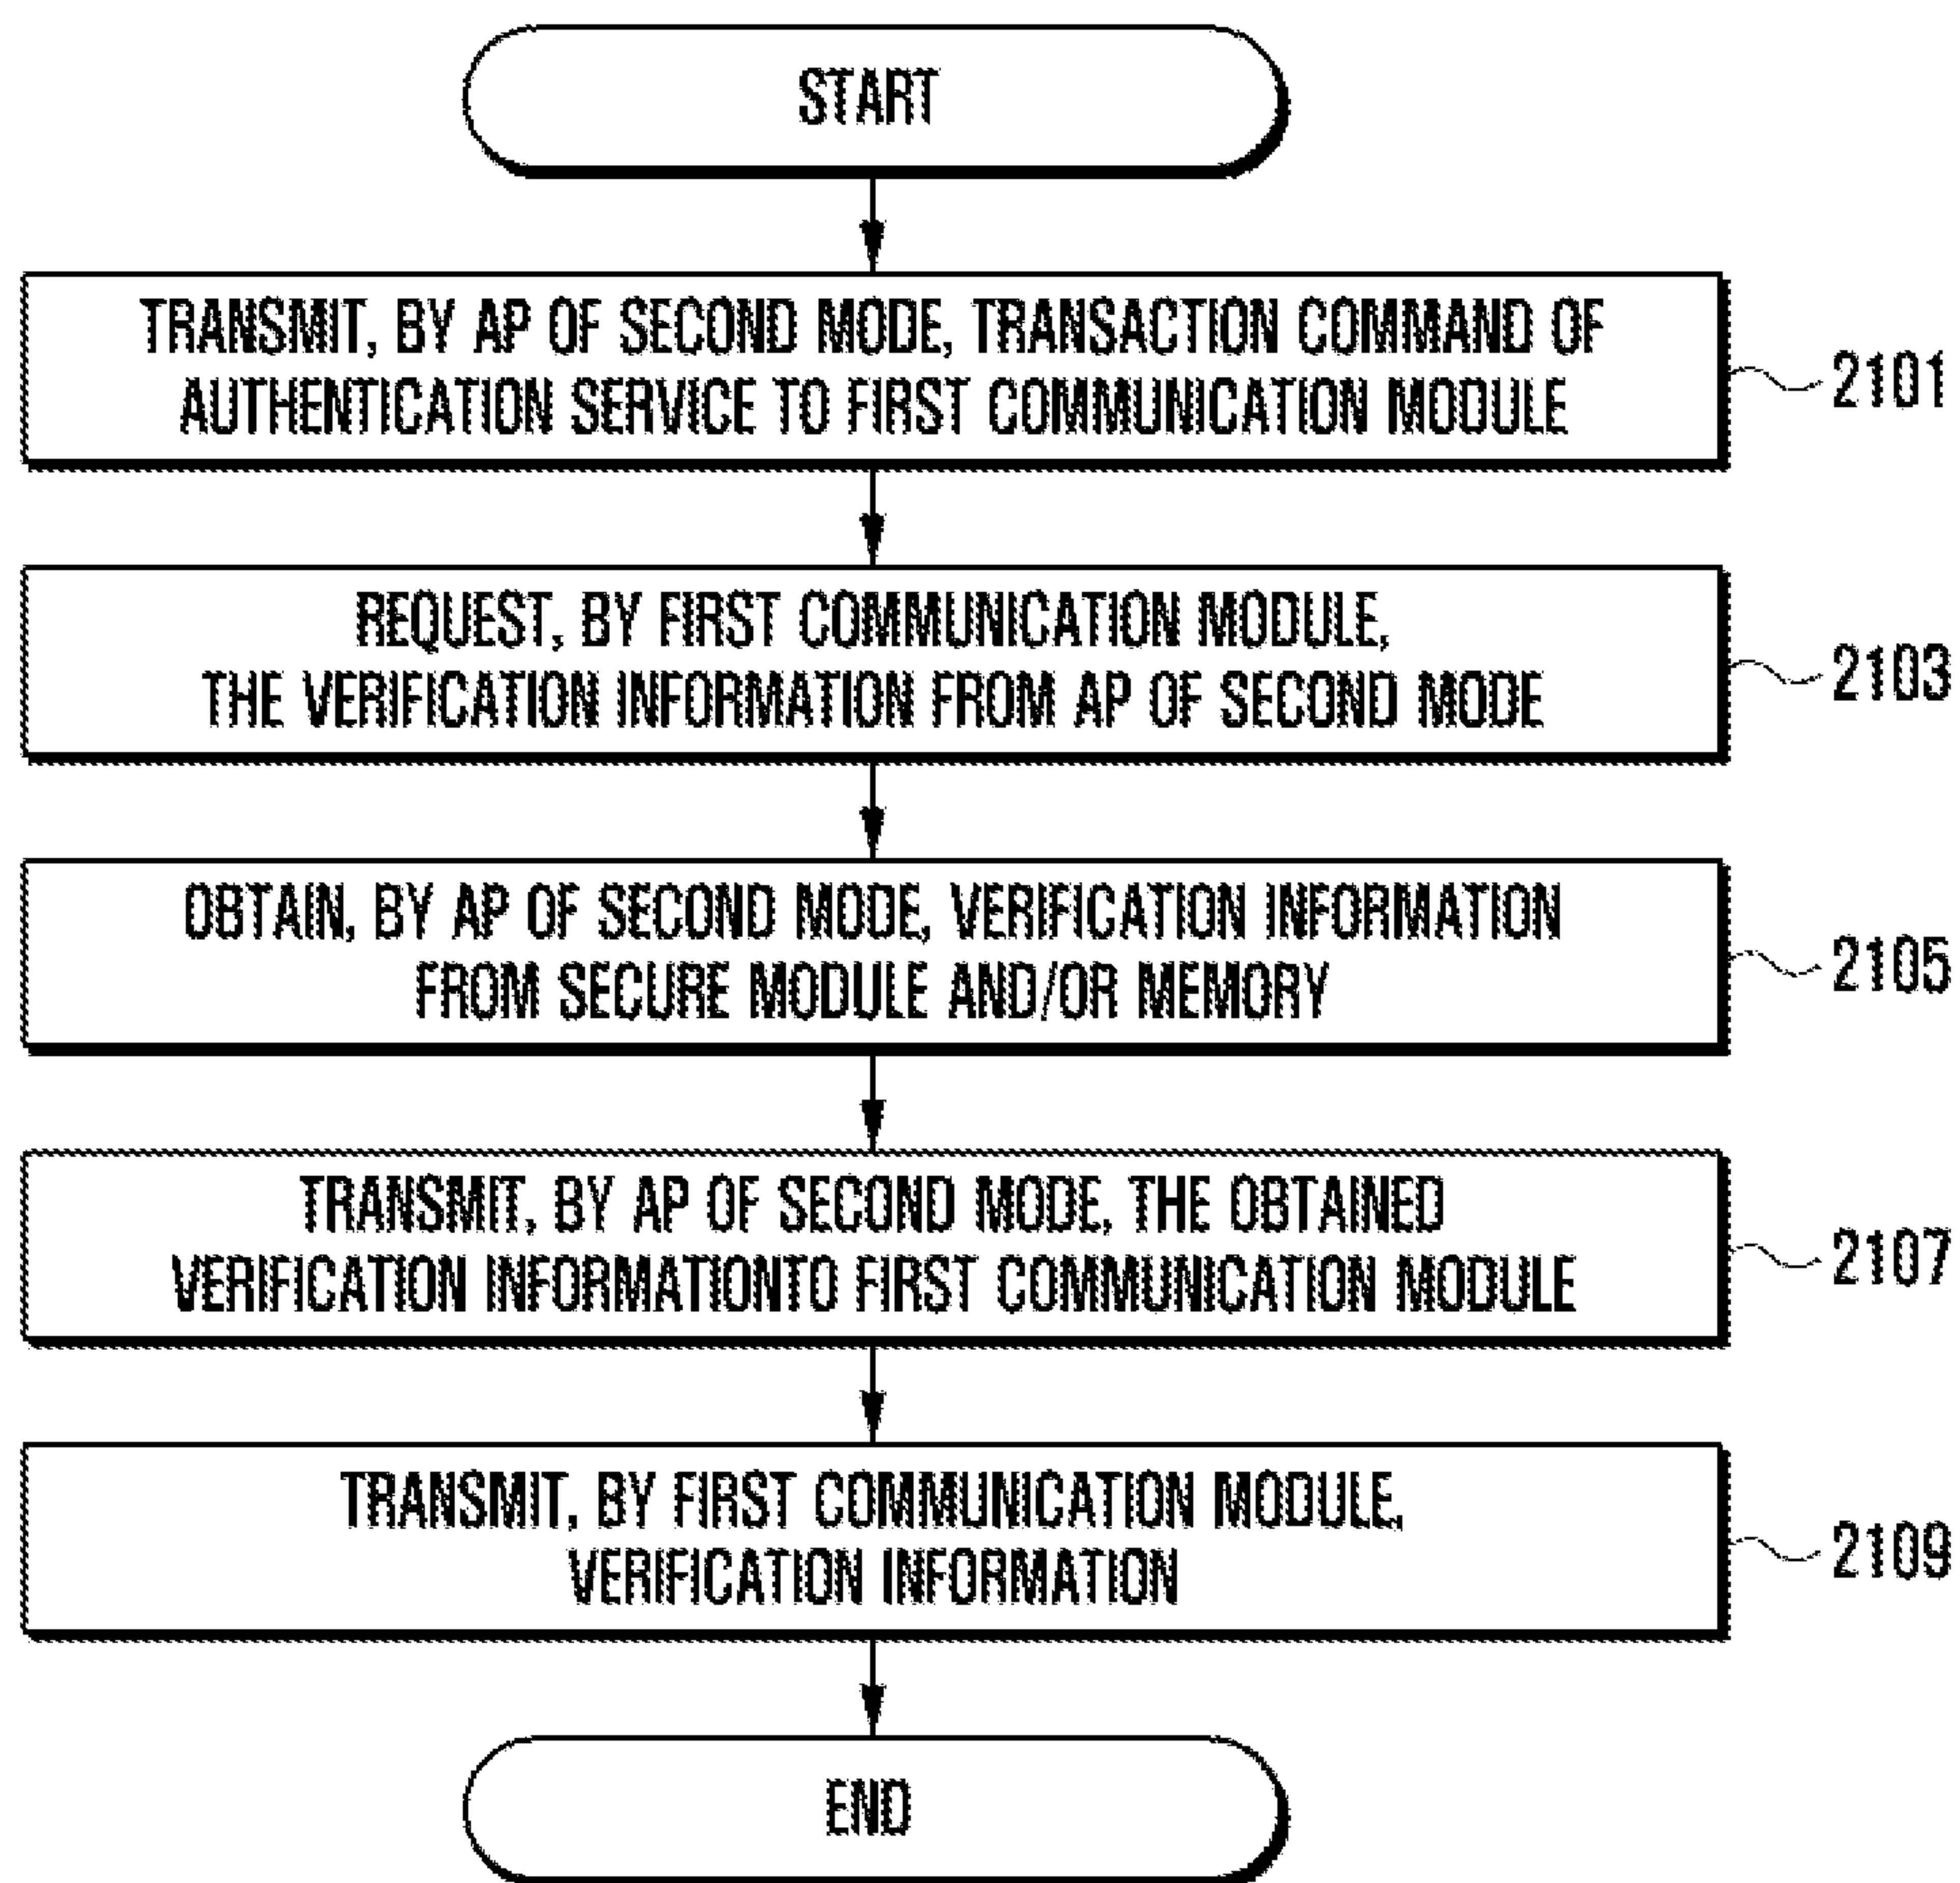 START
TRANSMIT, BY AP OF SECOND MODE, TRANSACTION COMMAND OF
AUTHENTICATION SERVICE TO FIRST COMMUNICATION MODULE
2101
REQUEST, BY FIRST COMMUNICATION MODULE,
THE VERIFICATION INFORMATION FROM AP OF SECOND MODE
2103
OBTAIN, BY AP OF SECOND MODE, VERIFICATION INFORMATION
FROM SECURE MODULE AND/OR MEMORY
2105
TRANSMIT, BY AP OF SECOND MODE, THE OBTAINED
VERIFICATION INFORMATIONTO FIRST COMMUNICATION MODULE
2107
TRANSMIT, BY FIRST COMMUNICATION MODULE,
VERIFICATION INFORMATION
2109
END